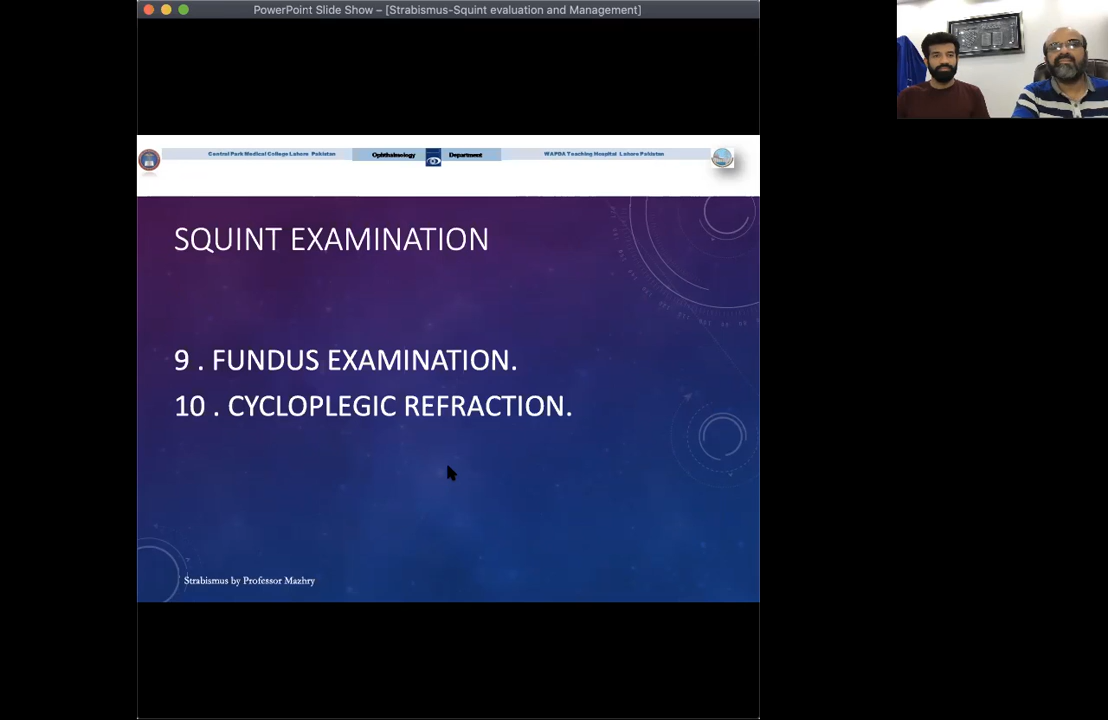 PowerPoint Slide Show – [Strabismus-Squint evaluation and Management]
Central Park Medical College Lahore Pakistan
Ophthalmology Department
WAPDA Teaching Hospital Lahore Pakistan
SQUINT EXAMINATION
9 . FUNDUS EXAMINATION.
10 . CYCLOPLEGIC REFRACTION.
Strabismus by Professor Mazhry